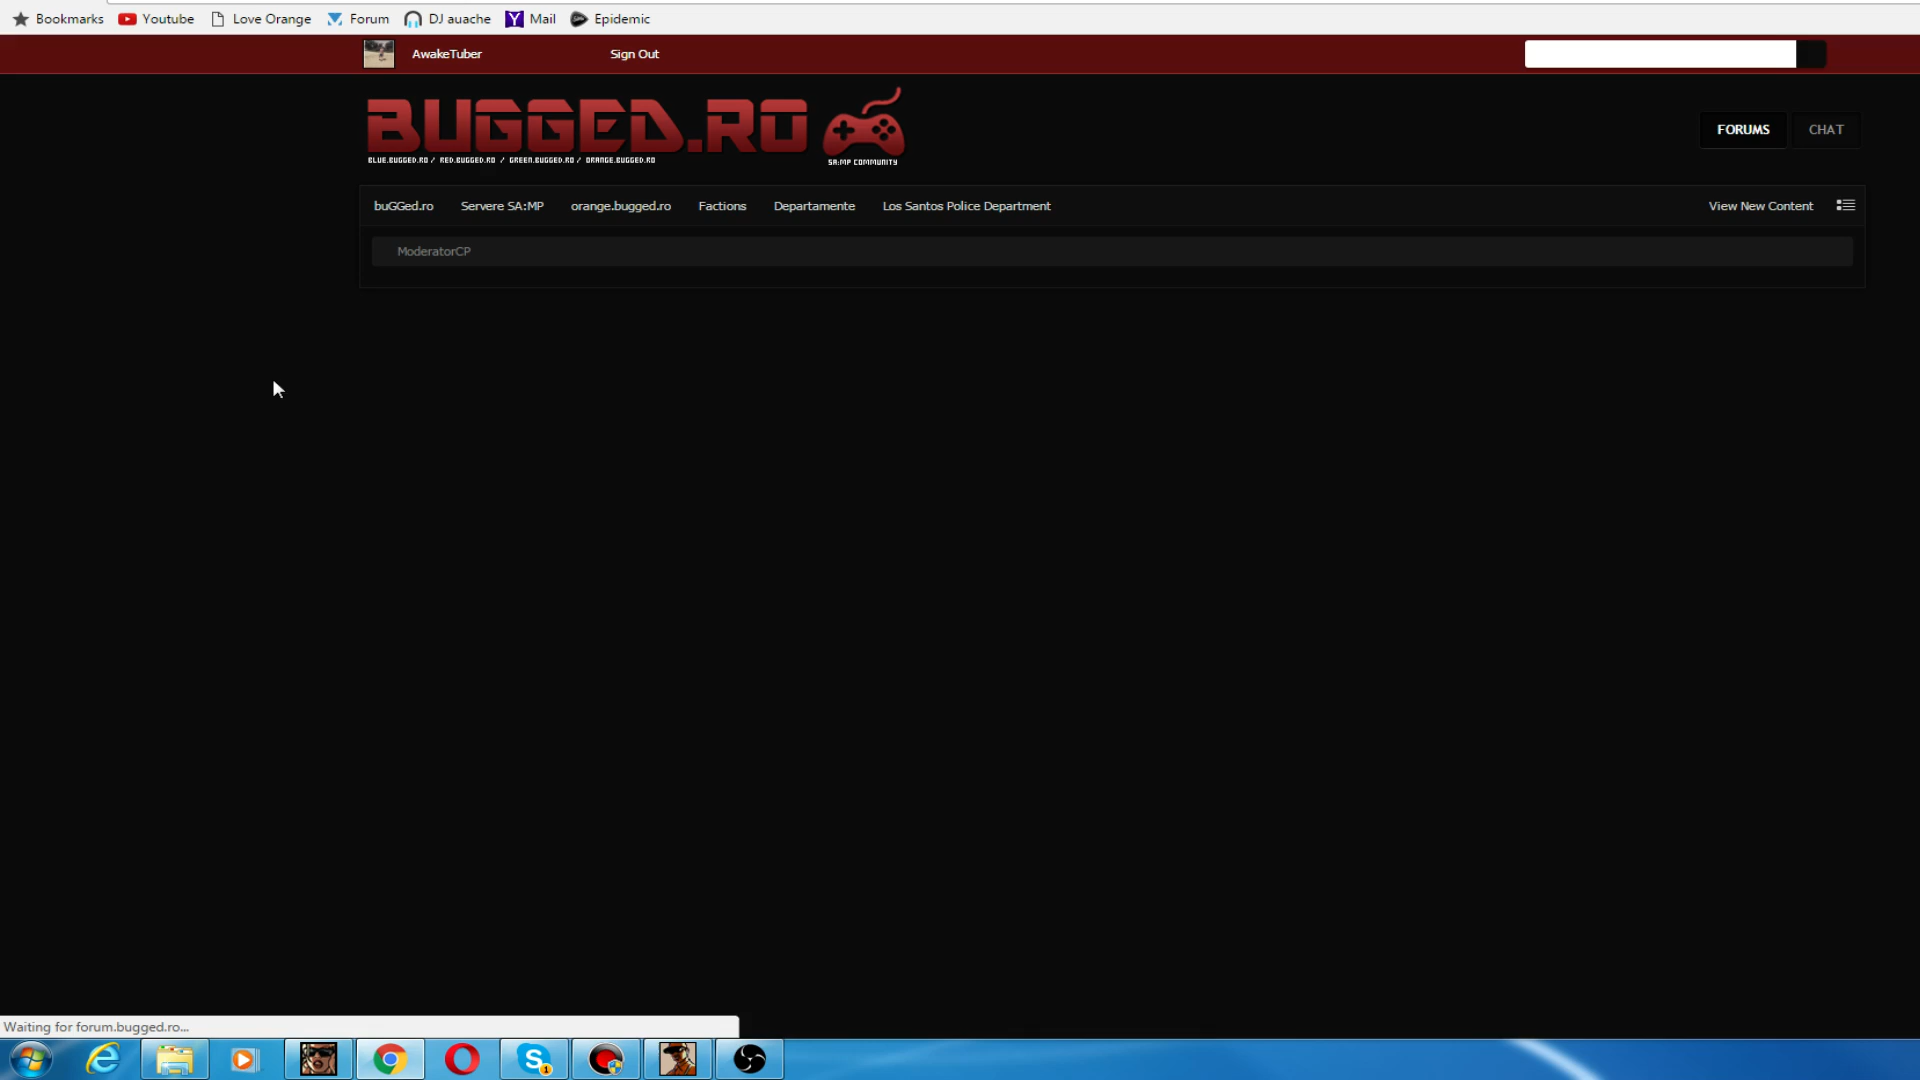 Bookmarks Youtube Love Orange Forum DJ auache Mail Epidemic
AwakeTuber Sign Out
BUGGED.RO
BLUE.BUGGED.RO / RED.BUGGED.RO / GREEN.BUGGED.RO / ORANGE.BUGGED.RO
SA:MP COMMUNITY
FORUMS CHAT
buGGed.ro Servere SA:MP orange.bugged.ro Factions Departamente Los Santos Police Department View New Content
ModeratorCP
Waiting for forum.bugged.ro...